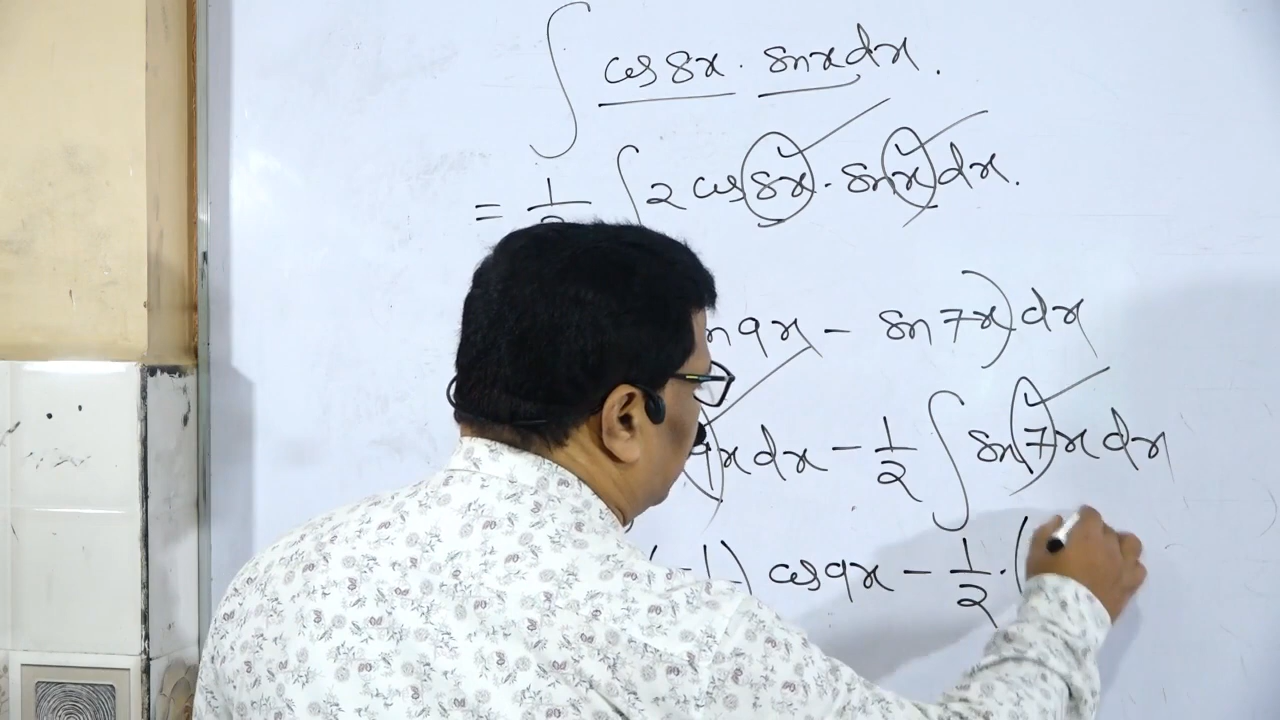 ∫ cos 8x · sin x dx.
= 1/2 ∫ 2 cos 8x · sin x dx.
n 9x - sin 7x) dx
9x dx - 1/2 ∫ sin 7x dx
(-1/ ) cos 9x - 1/2 · (